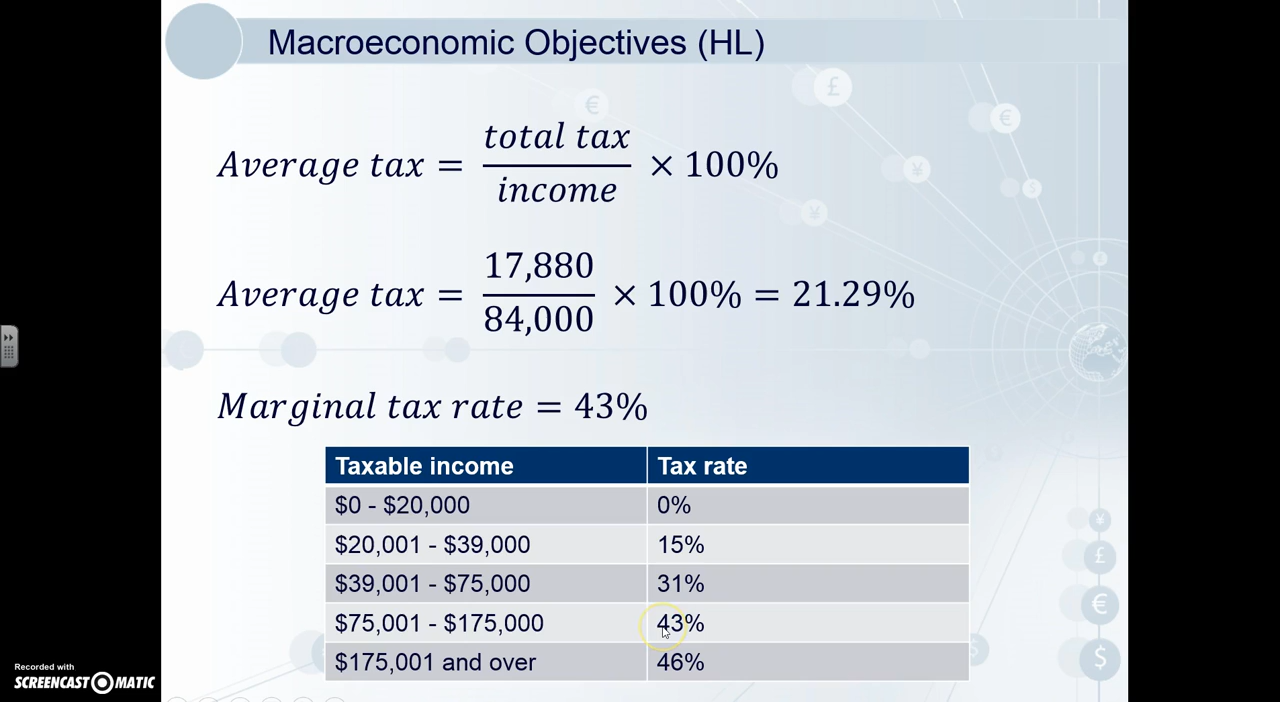 Macroeconomic Objectives (HL)
Average tax = total tax / income × 100%
Average tax = 17,880 / 84,000 × 100% = 21.29%
Marginal tax rate = 43%
Taxable income Tax rate
$0 - $20,000 0%
$20,001 - $39,000 15%
$39,001 - $75,000 31%
$75,001 - $175,000 43%
$175,001 and over 46%
Recorded with
SCREENCAST-O-MATIC